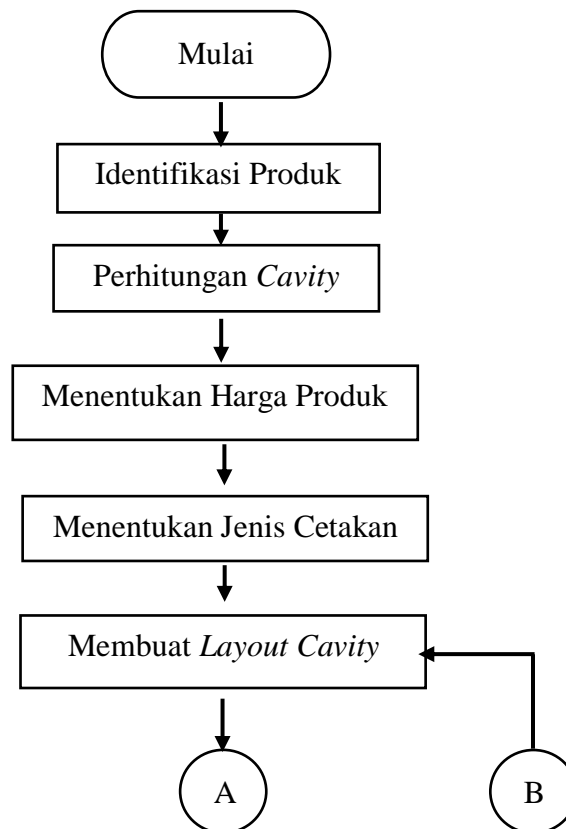 Mulai
Identifikasi Produk
Perhitungan Cavity
Menentukan Harga Produk
Menentukan Jenis Cetakan
Membuat Layout Cavity
A
B